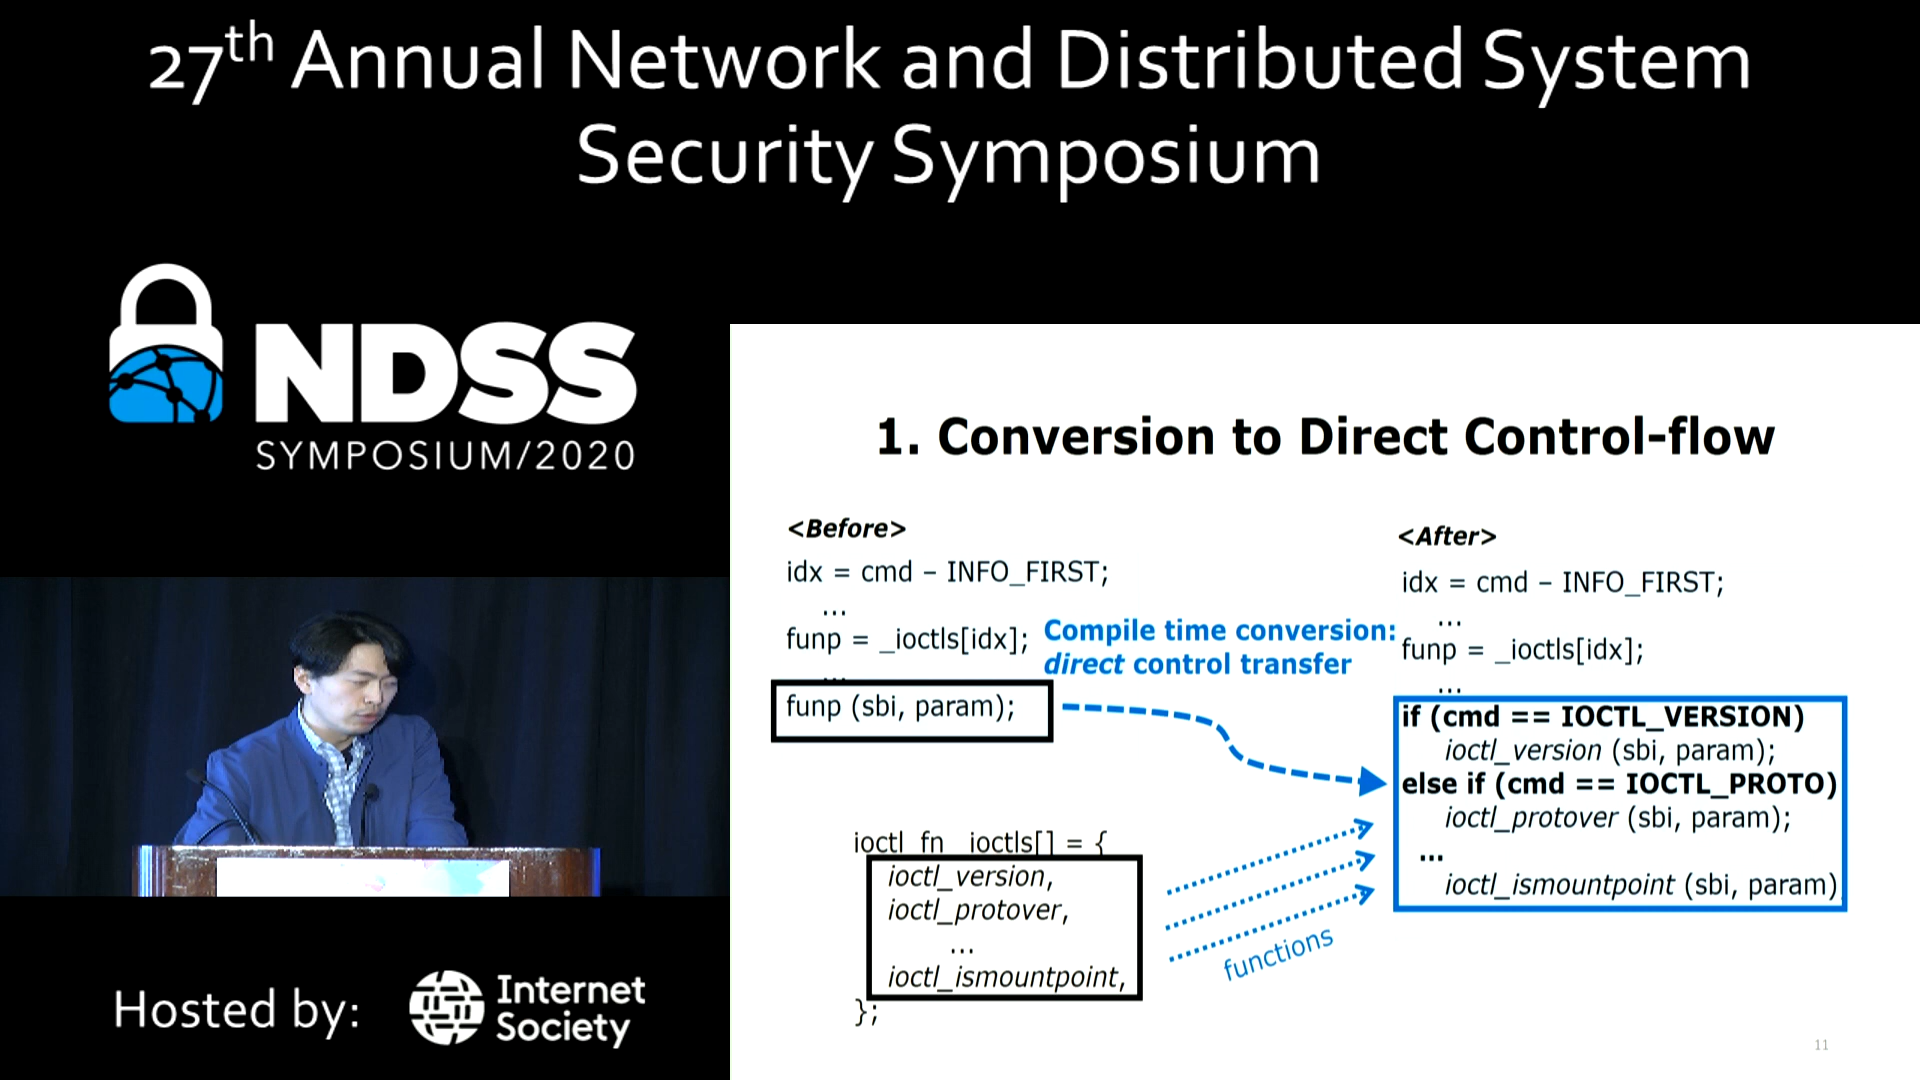 27th Annual Network and Distributed System
Security Symposium
NDSS
SYMPOSIUM/2020
1. Conversion to Direct Control-flow
<Before>
idx = cmd – INFO_FIRST;
...
funp = _ioctls[idx];
...
funp (sbi, param);
Compile time conversion:
direct control transfer
ioctl_fn _ioctls[] = {
ioctl_version,
ioctl_protover,
...
ioctl_ismountpoint,
};
functions
<After>
idx = cmd – INFO_FIRST;
...
funp = _ioctls[idx];
...
if (cmd == IOCTL_VERSION)
ioctl_version (sbi, param);
else if (cmd == IOCTL_PROTO)
ioctl_protover (sbi, param);
...
ioctl_ismountpoint (sbi, param)
11
Hosted by:
Internet
Society